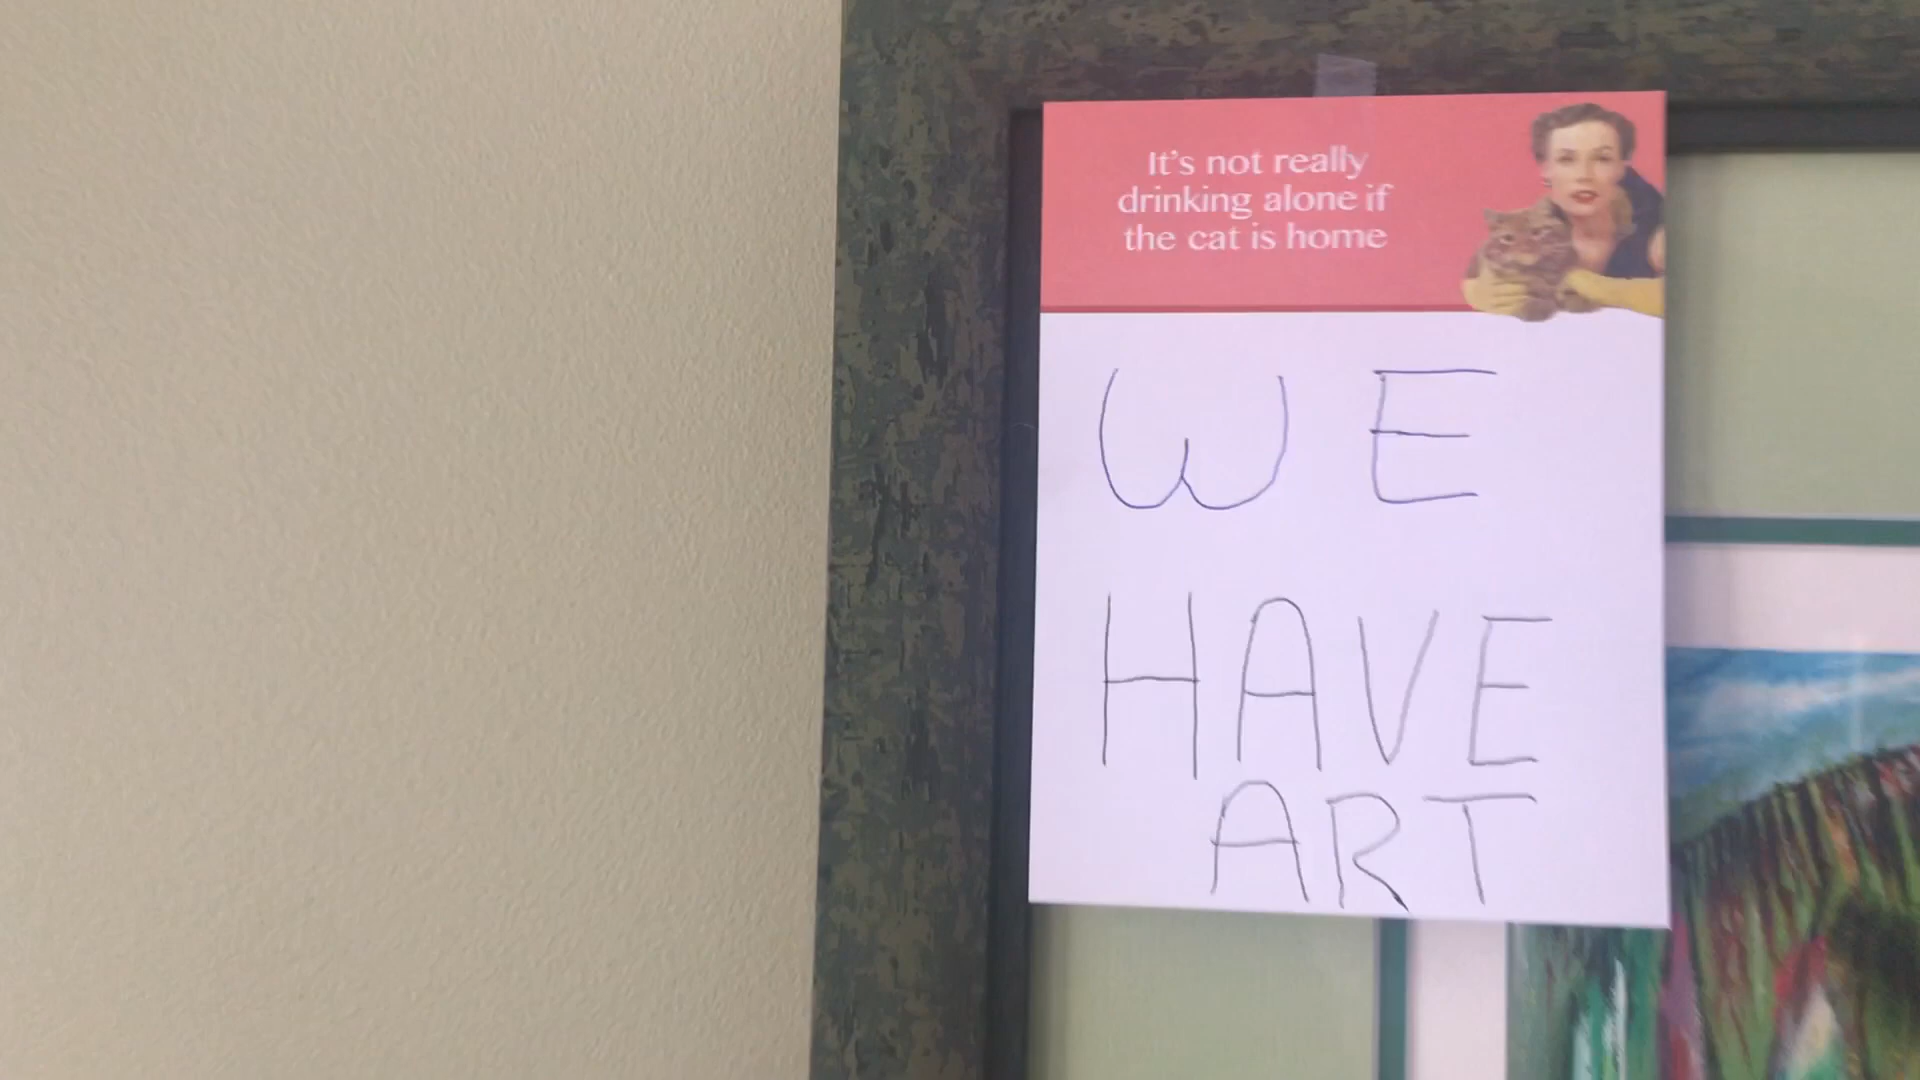 It's not really
drinking alone if
the cat is home
WE
HAVE
ART